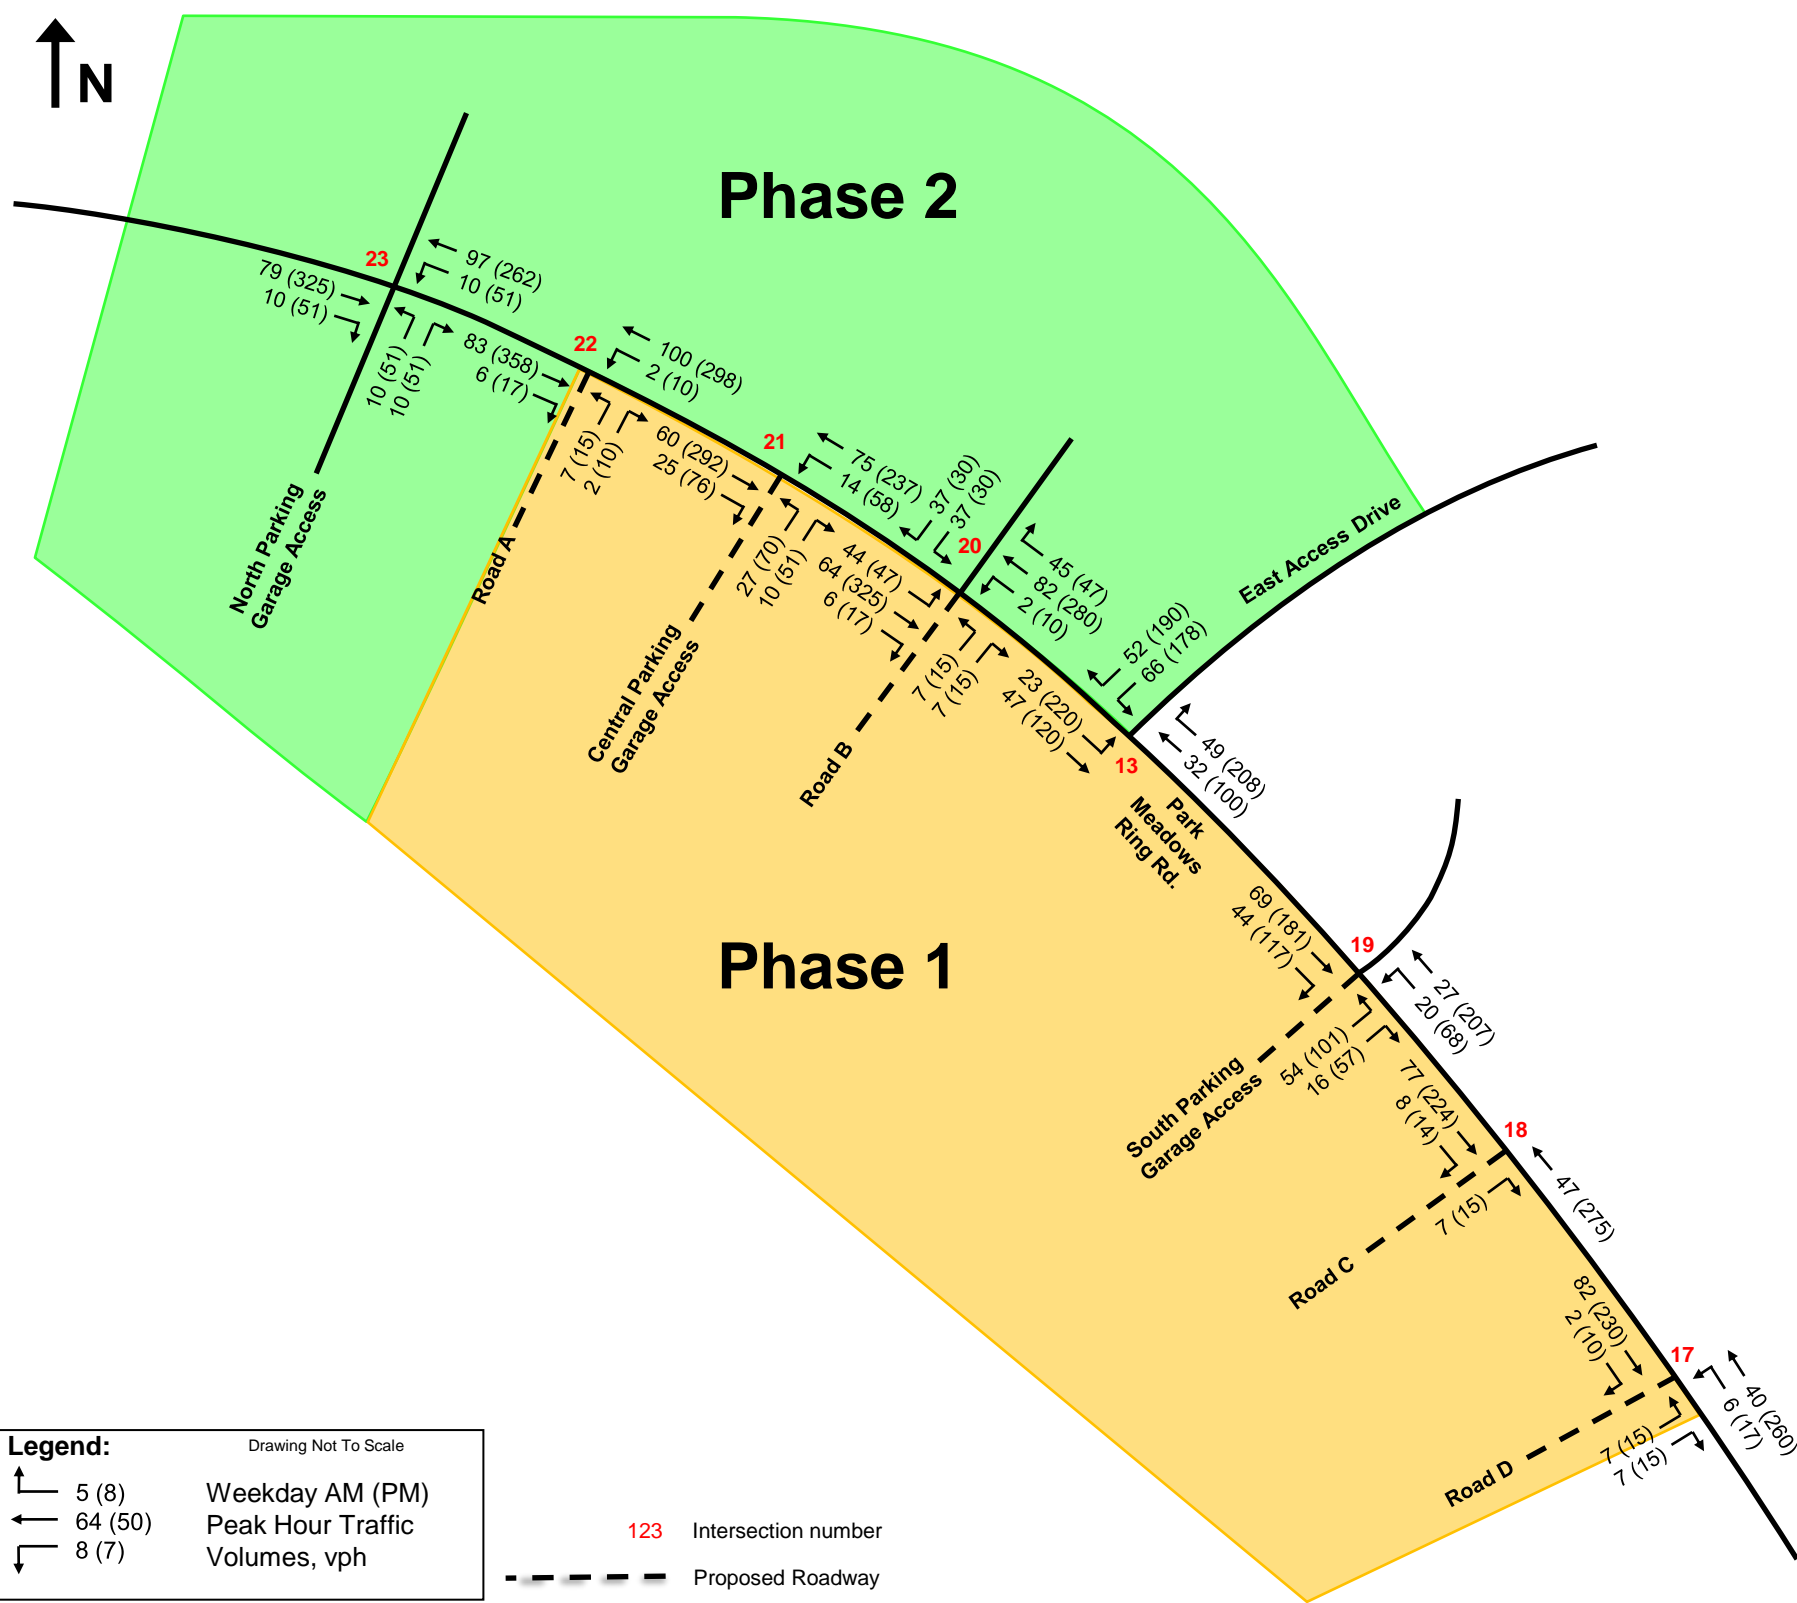 N
Phase 2
23
97 (262)
10 (51)
79 (325)
10 (51)
10 (51)
10 (51)
North Parking
Garage Access
22
100 (298)
2 (10)
83 (358)
6 (17)
7 (15)
2 (10)
Road A
21
75 (237)
14 (58)
60 (292)
25 (76)
27 (70)
10 (51)
Central Parking
Garage Access
37 (30)
37 (30)
20
45 (47)
82 (280)
2 (10)
44 (47)
64 (325)
6 (17)
7 (15)
7 (15)
Road B
East Access Drive
52 (190)
66 (178)
23 (220)
47 (120)
13
49 (208)
32 (100)
Park
Meadows
Ring Rd.
Phase 1
69 (181)
44 (117)
19
27 (207)
20 (68)
54 (101)
16 (57)
South Parking
Garage Access
77 (224)
8 (14)
18
47 (275)
7 (15)
Road C
82 (230)
2 (10)
17
40 (260)
6 (17)
7 (15)
7 (15)
Road D
Legend:
Drawing Not To Scale
5 (8)
64 (50)
8 (7)
Weekday AM (PM)
Peak Hour Traffic
Volumes, vph
123 Intersection number
Proposed Roadway